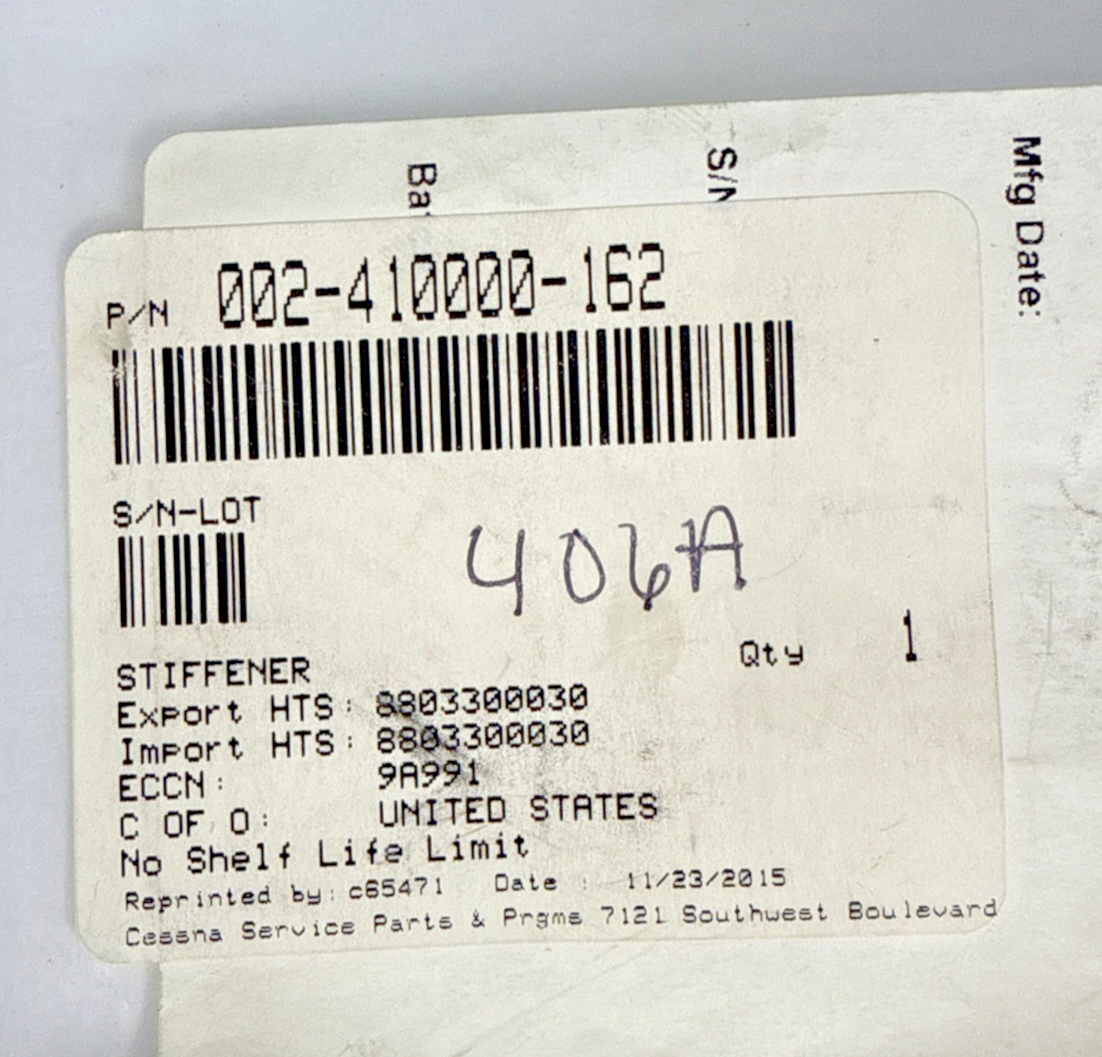 S/N
Mfg Date:
P/N 002-410000-162
S/N-LOT
406A
Qty 1
STIFFENER
Export HTS: 8803300030
Import HTS: 8803300030
ECCN: 9A991
C OF O: UNITED STATES
No Shelf Life Limit
Reprinted by: c65471 Date : 11/23/2015
Cessna Service Parts & Prgms 7121 Southwest Boulevard